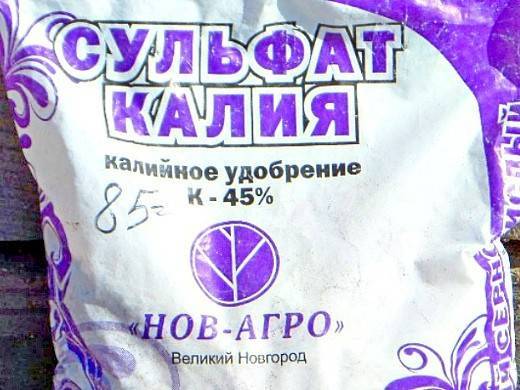 СУЛЬФАТ
КАЛИЯ
калийное удобрение
К - 45%
85=
"НОВ-АГРО"
Великий Новгород